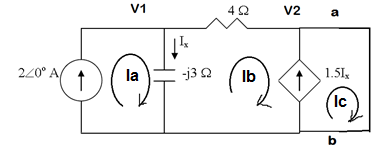 V1 4 Ω V2 a
Iₓ
2∠0° A Ia -j3 Ω Ib 1.5Iₓ
Ic
b